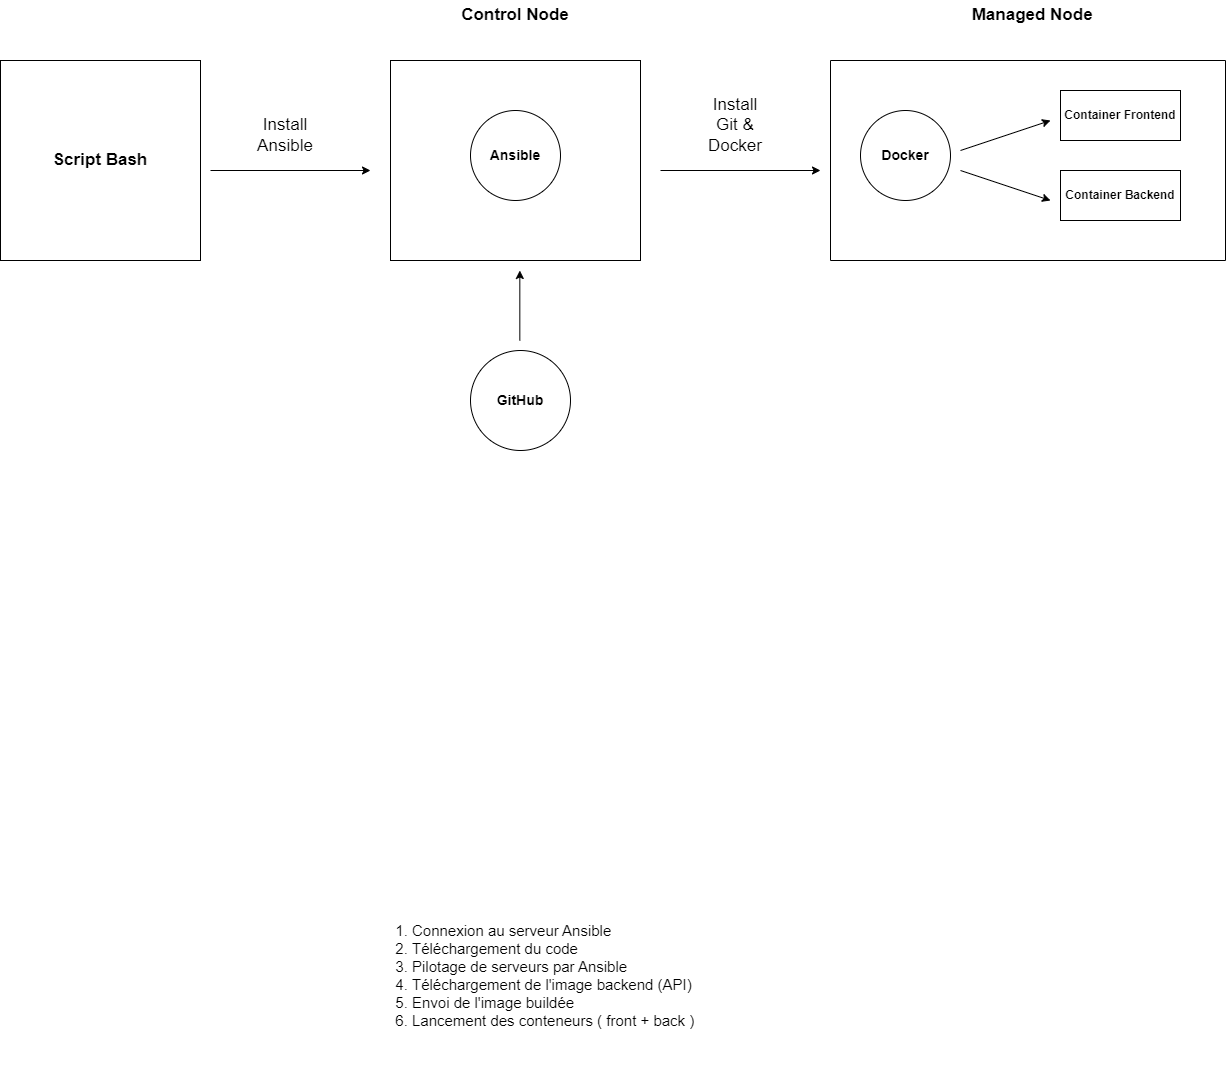 Control Node
Managed Node
Script Bash
Install
Ansible
Ansible
Install
Git &
Docker
Docker
Container Frontend
Container Backend
GitHub
1. Connexion au serveur Ansible
2. Téléchargement du code
3. Pilotage de serveurs par Ansible
4. Téléchargement de l'image backend (API)
5. Envoi de l'image buildée
6. Lancement des conteneurs ( front + back )